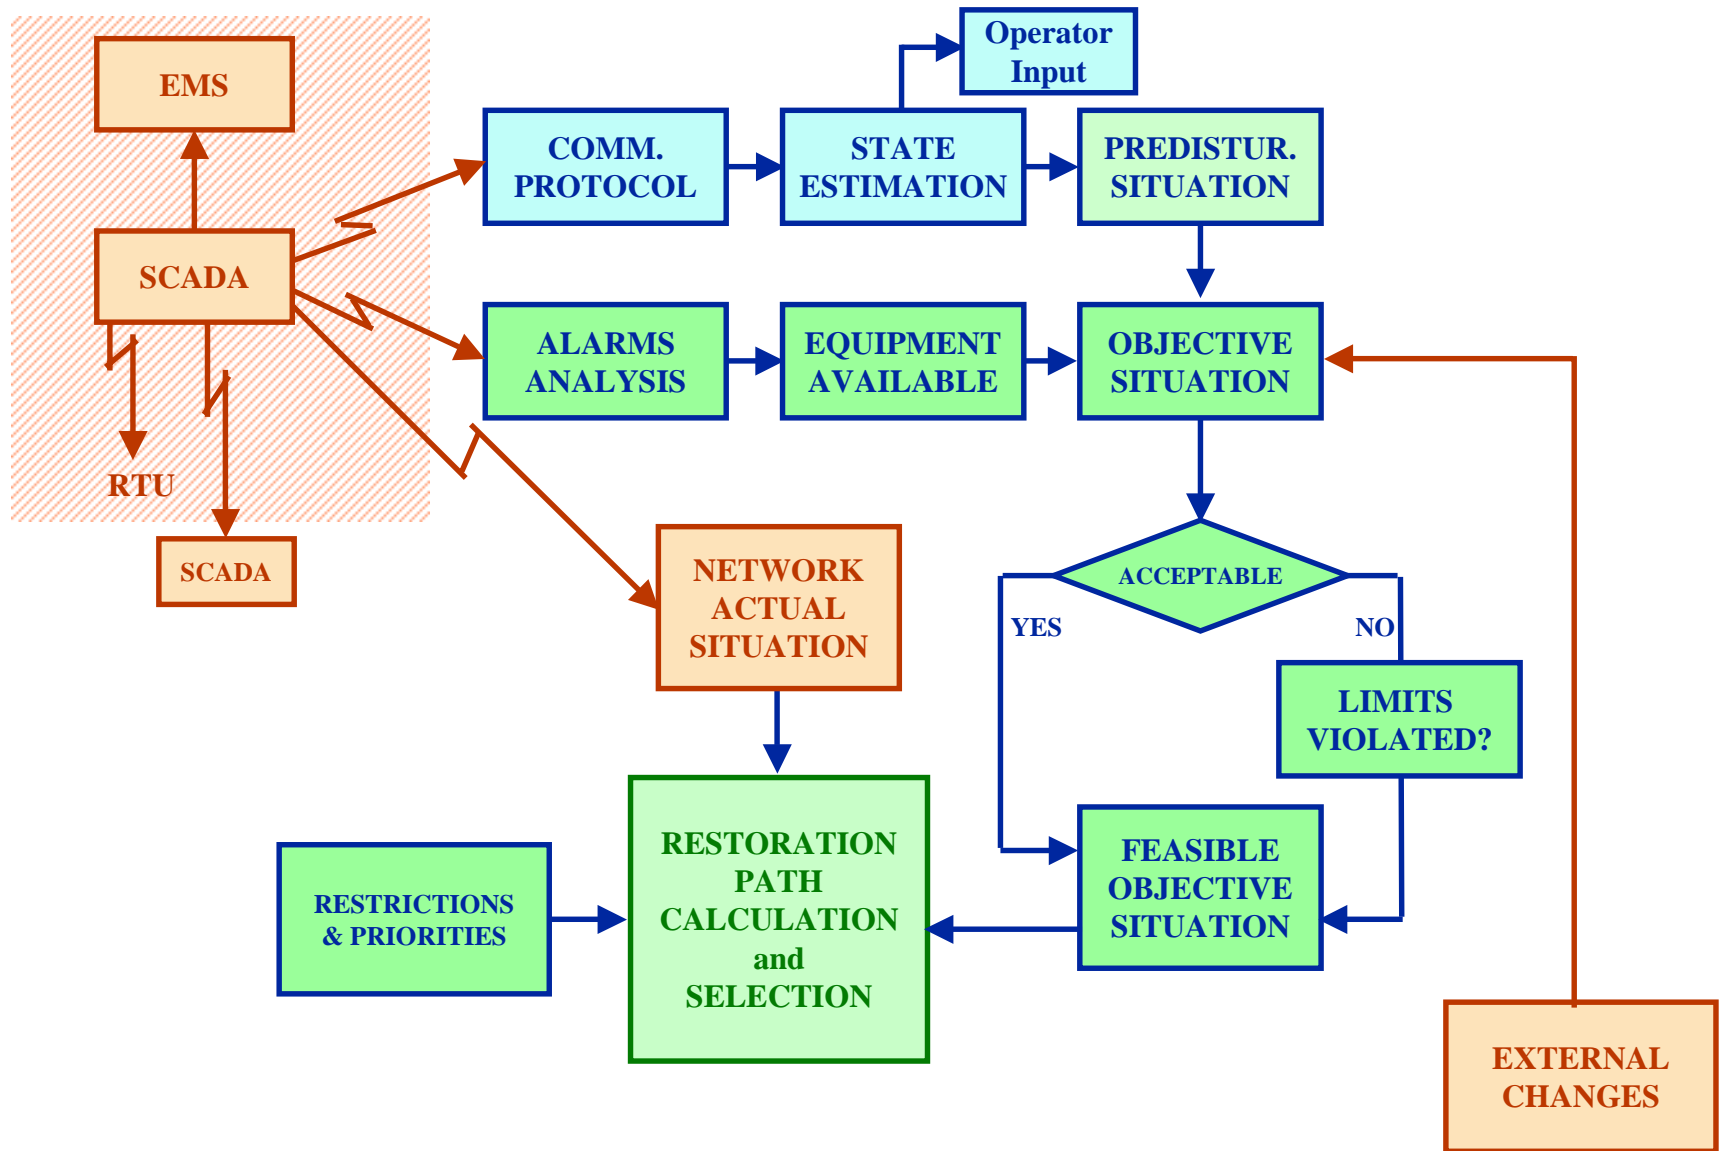 Operator
Input
EMS
COMM.
PROTOCOL
STATE
ESTIMATION
PREDISTUR.
SITUATION
SCADA
ALARMS
ANALYSIS
EQUIPMENT
AVAILABLE
OBJECTIVE
SITUATION
RTU
SCADA
NETWORK
ACTUAL
SITUATION
ACCEPTABLE
YES
NO
LIMITS
VIOLATED?
RESTRICTIONS
& PRIORITIES
RESTORATION
PATH
CALCULATION
and
SELECTION
FEASIBLE
OBJECTIVE
SITUATION
EXTERNAL
CHANGES